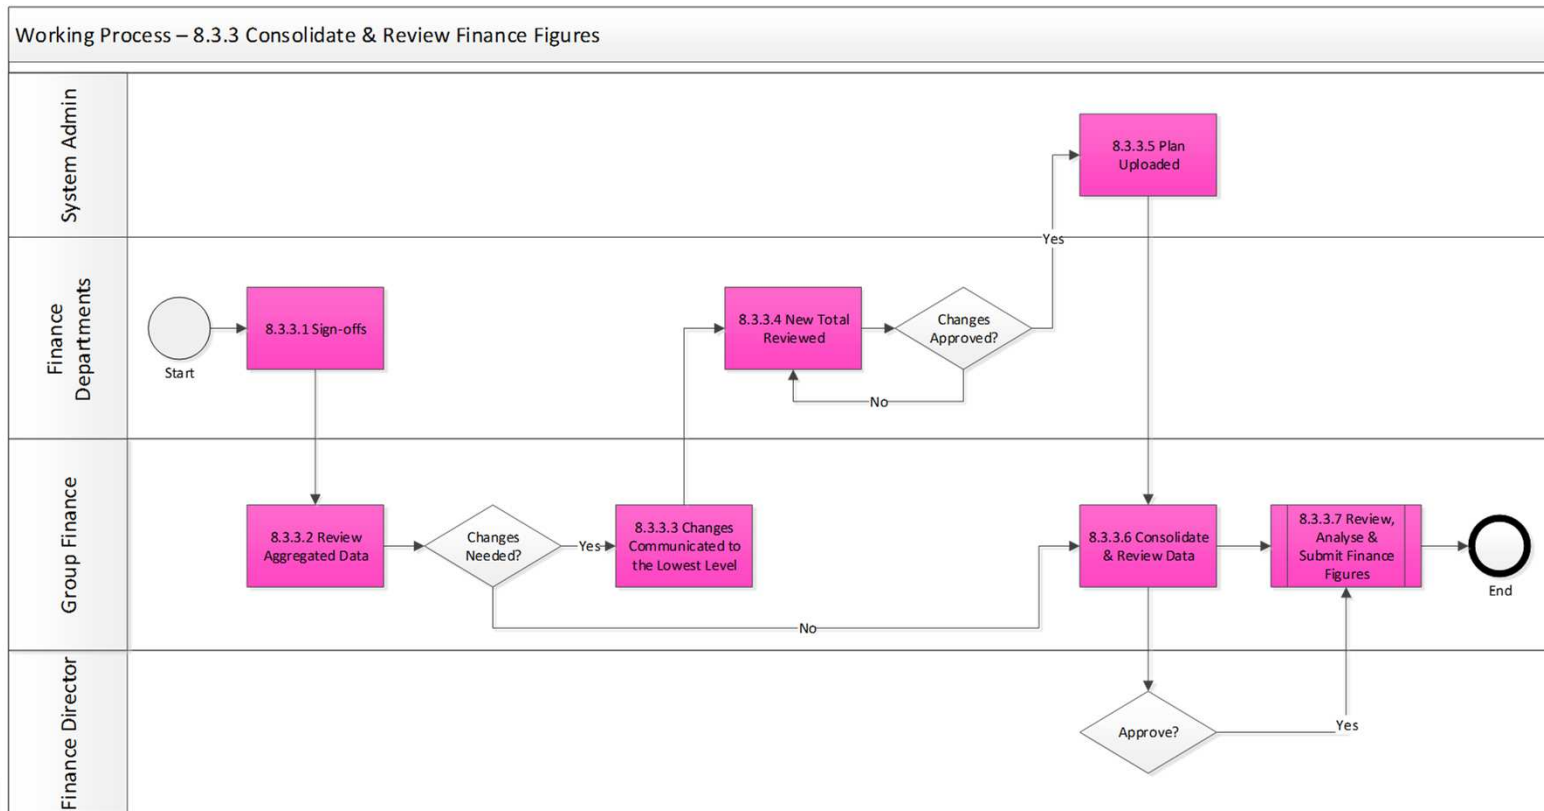 Working Process – 8.3.3 Consolidate & Review Finance Figures
System Admin
8.3.3.5 Plan
Uploaded
Yes
Finance
Departments
Start
8.3.3.1 Sign-offs
8.3.3.4 New Total
Reviewed
Changes
Approved?
No
Group Finance
8.3.3.2 Review
Aggregated Data
Changes
Needed?
Yes
8.3.3.3 Changes
Communicated to
the Lowest Level
No
8.3.3.6 Consolidate
& Review Data
8.3.3.7 Review,
Analyse &
Submit Finance
Figures
End
Finance Director
Approve?
Yes